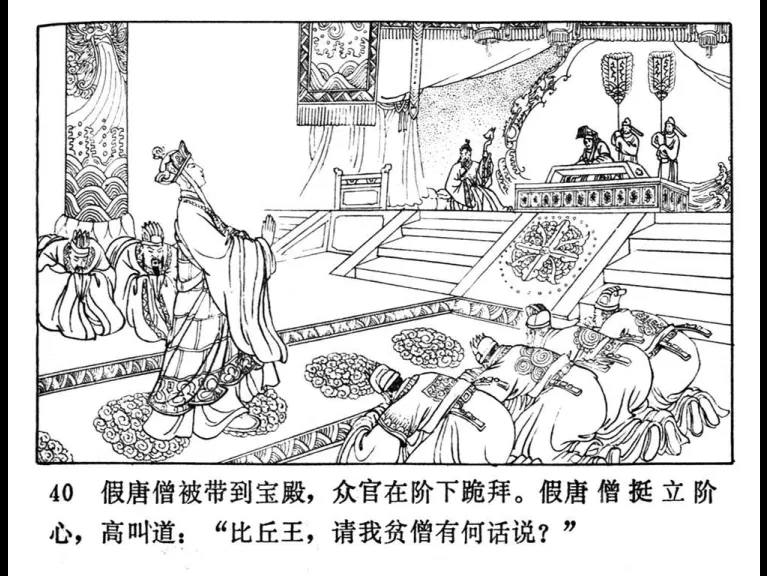 40 假唐僧被带到宝殿，众官在阶下跪拜。假唐僧挺立阶
心，高叫道：“比丘王，请我贫僧有何话说？”